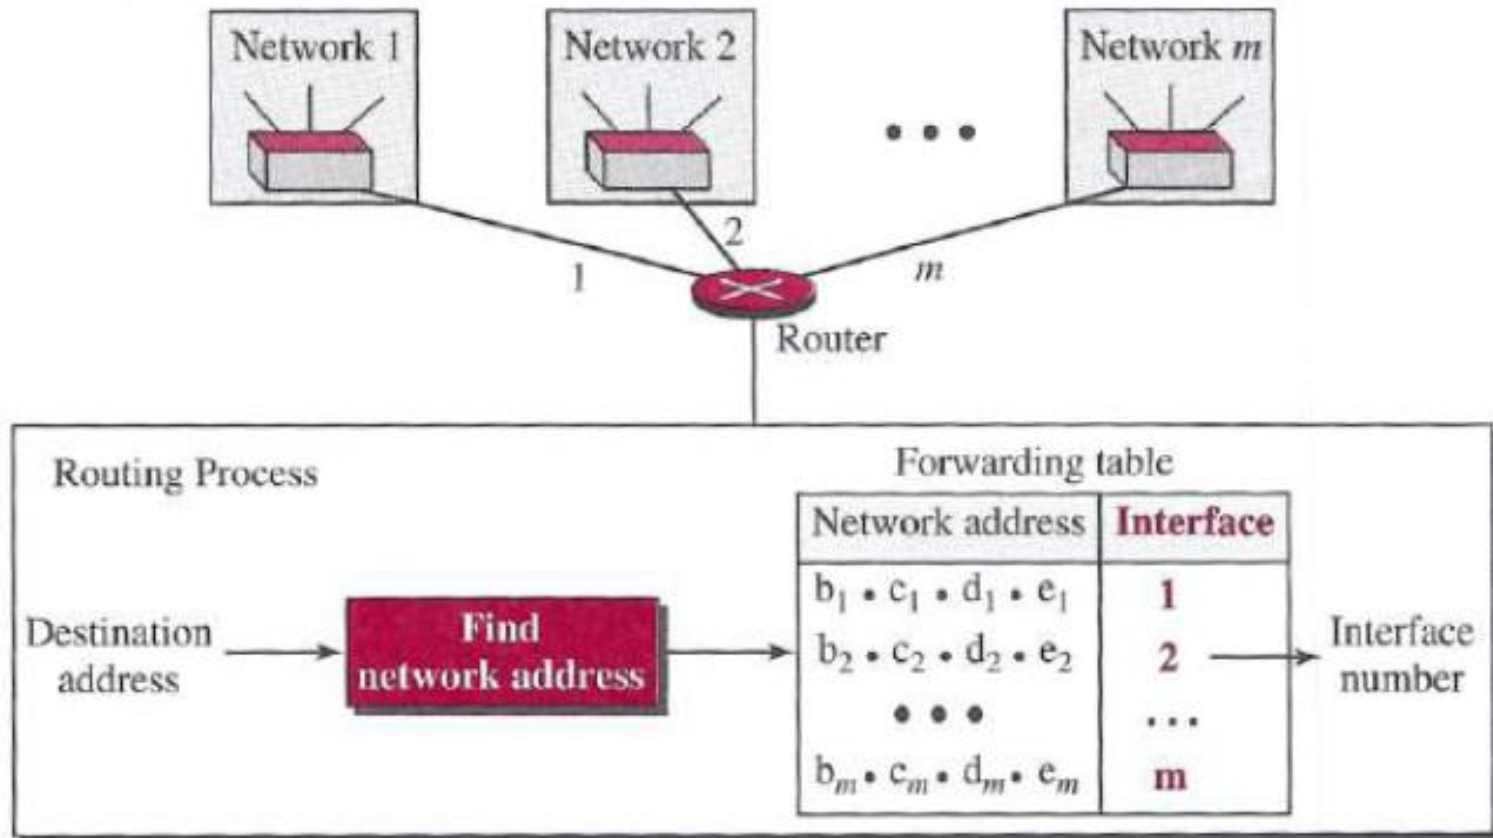 Network 1
Network 2
Network m
• • •
1
2
m
Router
Routing Process
Forwarding table
Network address Interface
b₁ • c₁ • d₁ • e₁ 1
b₂ • c₂ • d₂ • e₂ 2
• • • • • •
bₘ • cₘ • dₘ • eₘ m
Destination
address
Find
network address
Interface
number